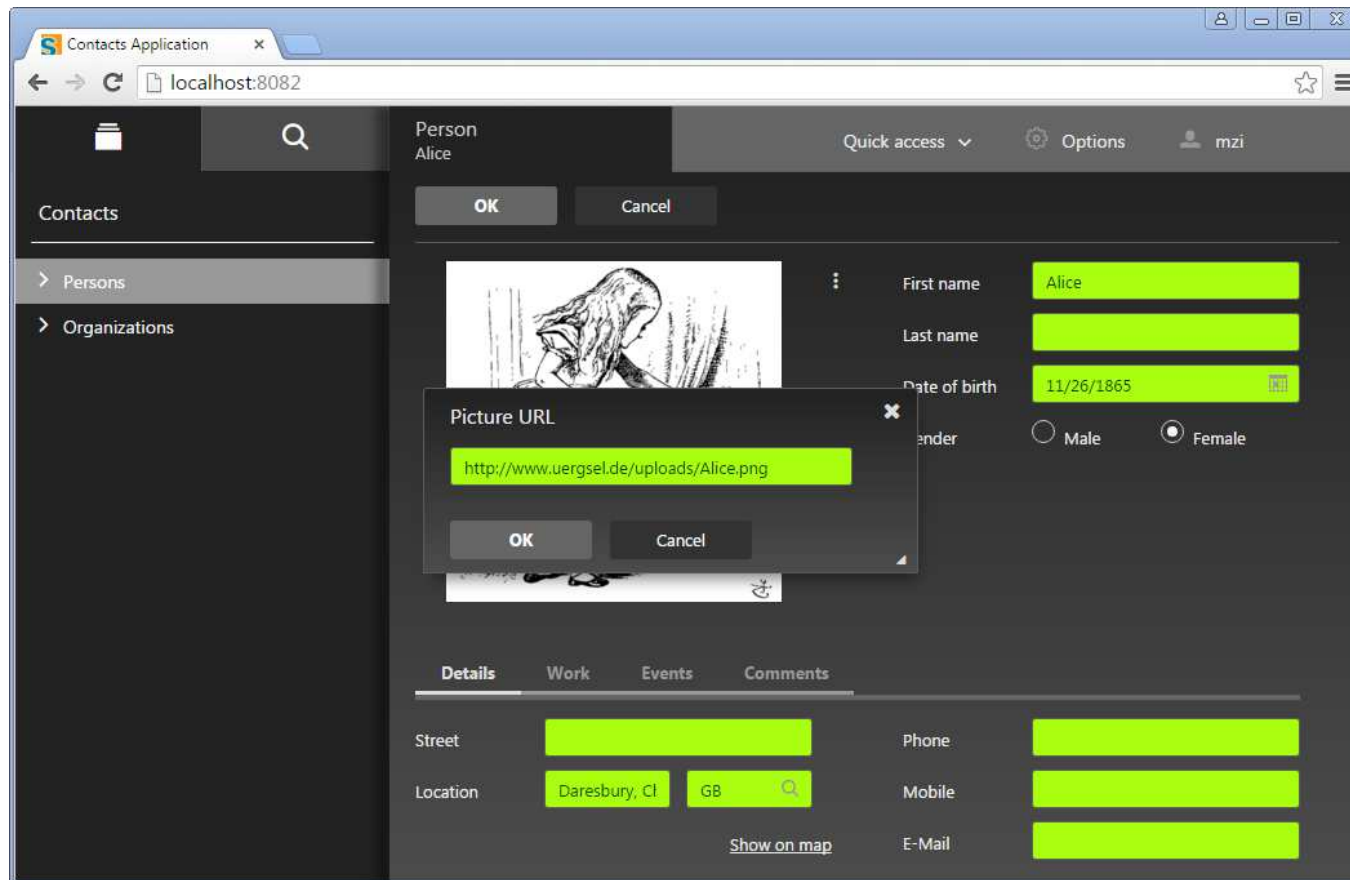 Contacts Application
localhost:8082
Person
Alice
Quick access
Options
mzi
Contacts
OK
Cancel
Persons
Organizations
First name
Alice
Last name
Date of birth
11/26/1865
ender
Male
Female
Picture URL
http://www.uergsel.de/uploads/Alice.png
OK
Cancel
Details
Work
Events
Comments
Street
Phone
Location
Daresbury, Cl
GB
Mobile
Show on map
E-Mail